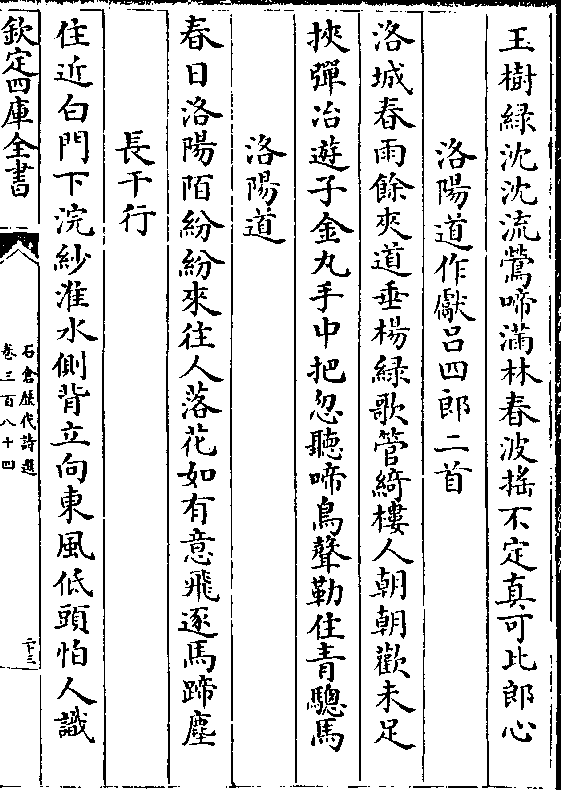 玉樹緑沈沈流鶯啼滿林春波揺不定真可比郎心
洛陽道作獻吕四郎二首
洛城春雨餘夾道垂楊緑歌管綺樓人朝朝歡未足
挾彈冶遊子金丸手中把忽聽啼鳥聲勒住青驄馬
洛陽道
春日洛陽陌紛紛來往人落花如有意飛逐馬蹄塵
長干行
住近白門下浣紗淮水側背立向東風低頭怕人識
欽定四庫全書
石倉歴代詩選
卷三百八十四
二十三